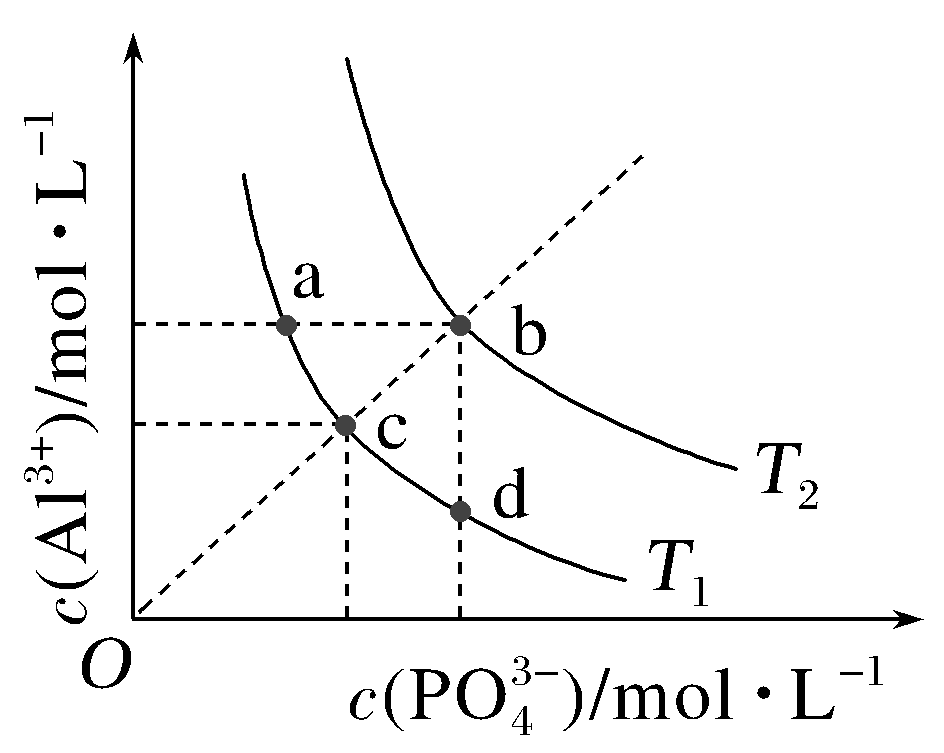 c(Al³⁺)/mol·L⁻¹
a
b
c
d
T₂
T₁
O
c(PO₄³⁻)/mol·L⁻¹